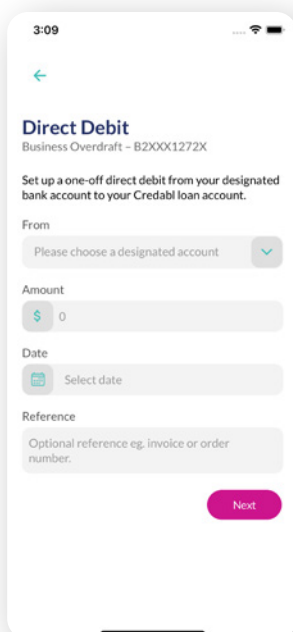 3:09
Direct Debit
Business Overdraft – B2XXX1272X
Set up a one-off direct debit from your designated
bank account to your Credabl loan account.
From
Please choose a designated account
Amount
$ 0
Date
Select date
Reference
Optional reference eg. invoice or order
number.
Next